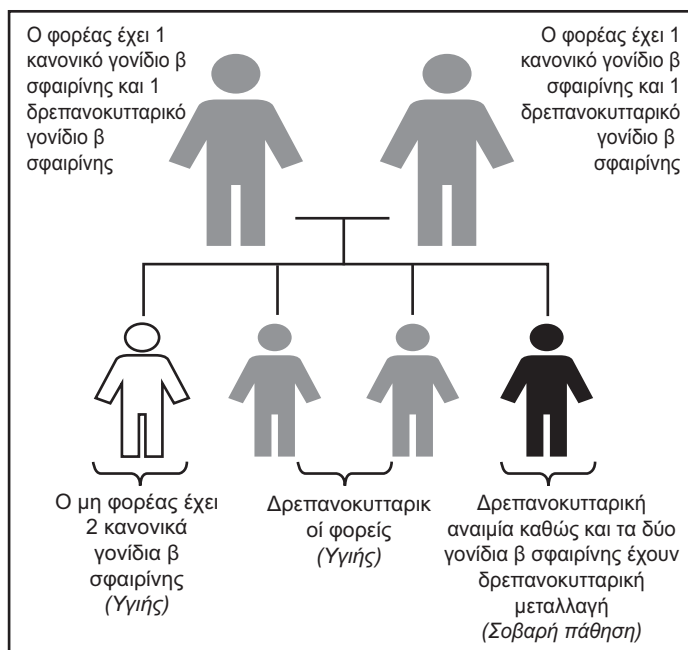 Ο φορέας έχει 1
κανονικό γονίδιο β
σφαιρίνης και 1
δρεπανοκυτταρικό
γονίδιο β
σφαιρίνης
Ο φορέας έχει 1
κανονικό γονίδιο
β σφαιρίνης και 1
δρεπανοκυτταρικό
γονίδιο β
σφαιρίνης
Ο μη φορέας έχει
2 κανονικά
γονίδια β
σφαιρίνης
(Υγιής)
Δρεπανοκυτταρικ
οί φορείς
(Υγιής)
Δρεπανοκυτταρική
αναιμία καθώς και τα δύο
γονίδια β σφαιρίνης έχουν
δρεπανοκυτταρική
μεταλλαγή
(Σοβαρή πάθηση)